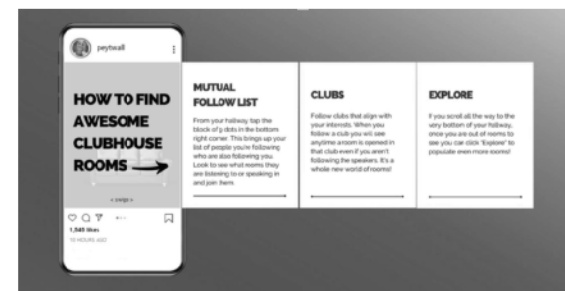 peytwall
HOW TO FIND
AWESOME
CLUBHOUSE
ROOMS
< swipe >
1,548 likes
10 HOURS AGO
MUTUAL
FOLLOW LIST
From your hallway, tap the
block of 9 dots in the bottom
right corner. This brings up your
list of people you're following
who are also following you.
Look to see what rooms they
are listening to or speaking in
and join them.
CLUBS
Follow clubs that align with
your interests. When you
follow a club you will see
anytime a room is opened in
that club even if you aren't
following the speakers. It's a
whole new world of rooms!
EXPLORE
If you scroll all the way to the
very bottom of your hallway,
once you are out of rooms to
see you can click "Explore" to
populate even more rooms!